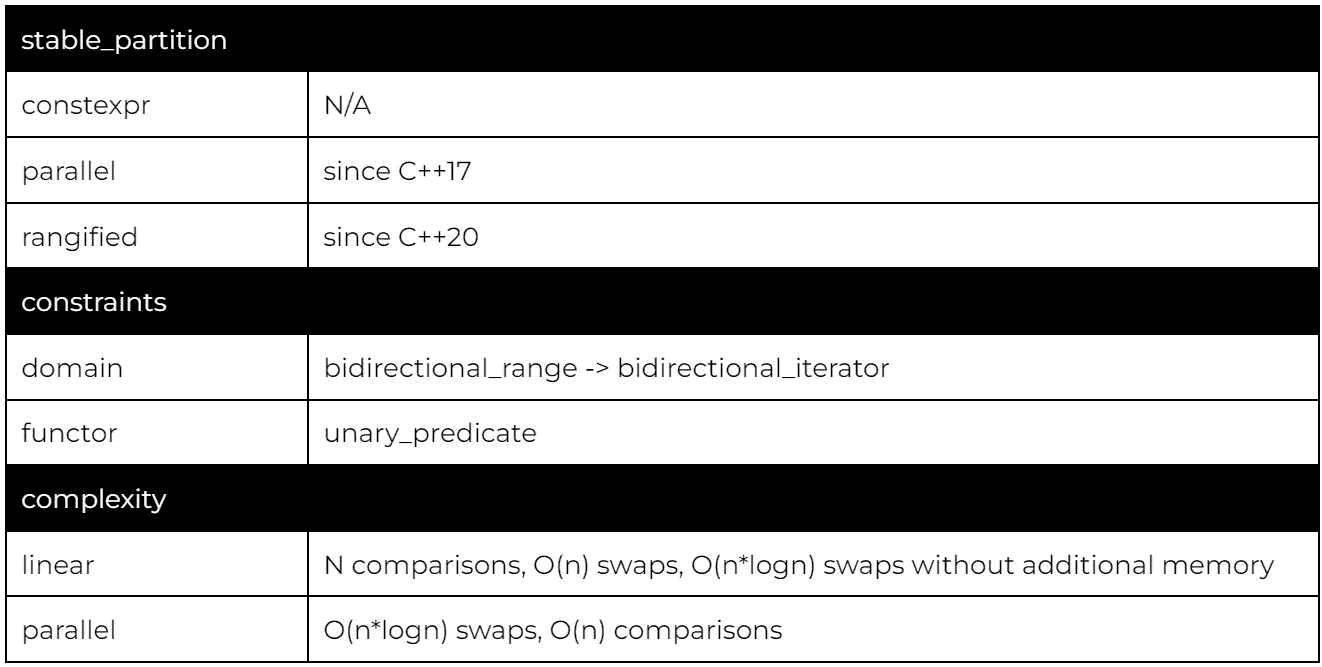 stable_partition
constexpr N/A
parallel since C++17
rangified since C++20
constraints
domain bidirectional_range -> bidirectional_iterator
functor unary_predicate
complexity
linear N comparisons, O(n) swaps, O(n*logn) swaps without additional memory
parallel O(n*logn) swaps, O(n) comparisons